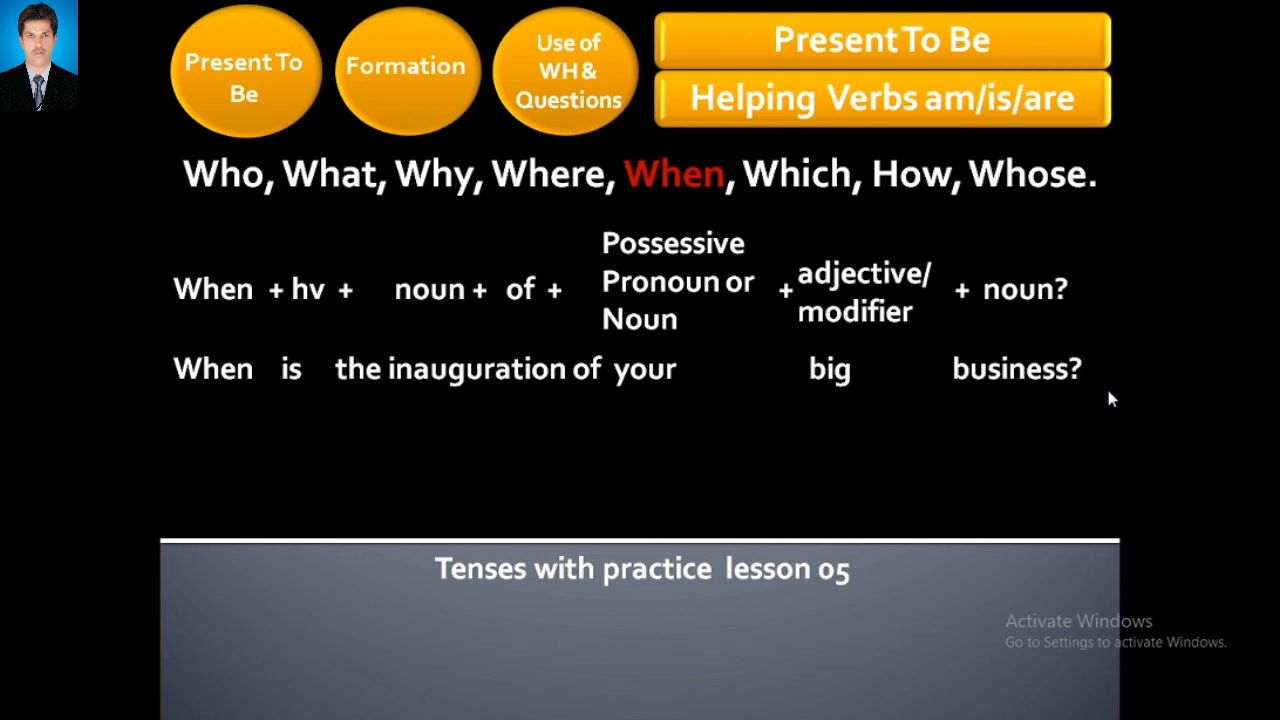 Present To
Be
Formation
Use of
WH &
Questions
Present To Be
Helping Verbs am/is/are
Who, What, Why, Where, When, Which, How, Whose.
When + hv + noun + of + Possessive Pronoun or Noun + adjective/ modifier + noun?
When is the inauguration of your big business?
Tenses with practice lesson 05
Activate Windows
Go to Settings to activate Windows.